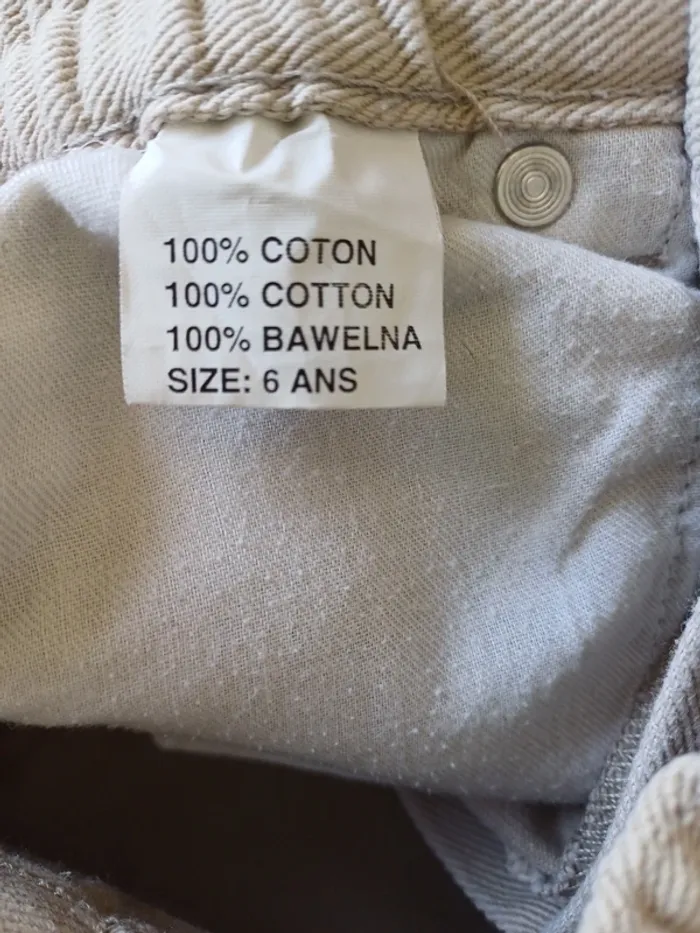 100% COTON
100% COTTON
100% BAWELNA
SIZE: 6 ANS